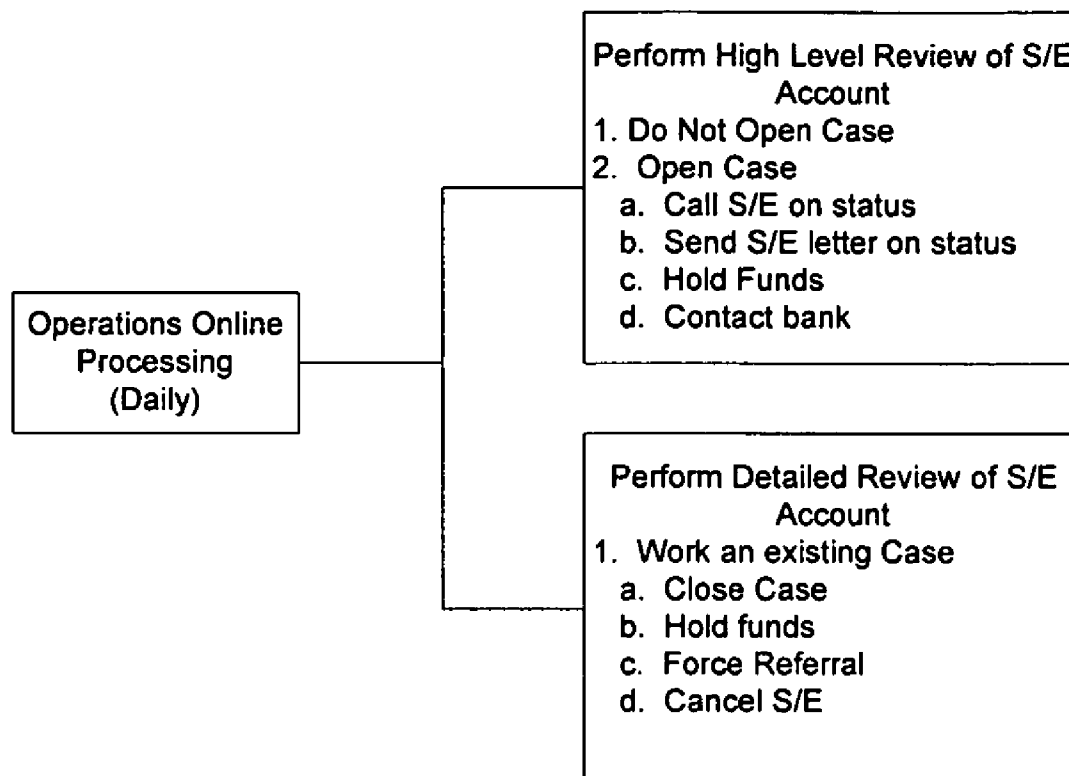 Operations Online
Processing
(Daily)
Perform High Level Review of S/E
Account
1. Do Not Open Case
2. Open Case
a. Call S/E on status
b. Send S/E letter on status
c. Hold Funds
d. Contact bank
Perform Detailed Review of S/E
Account
1. Work an existing Case
a. Close Case
b. Hold funds
c. Force Referral
d. Cancel S/E